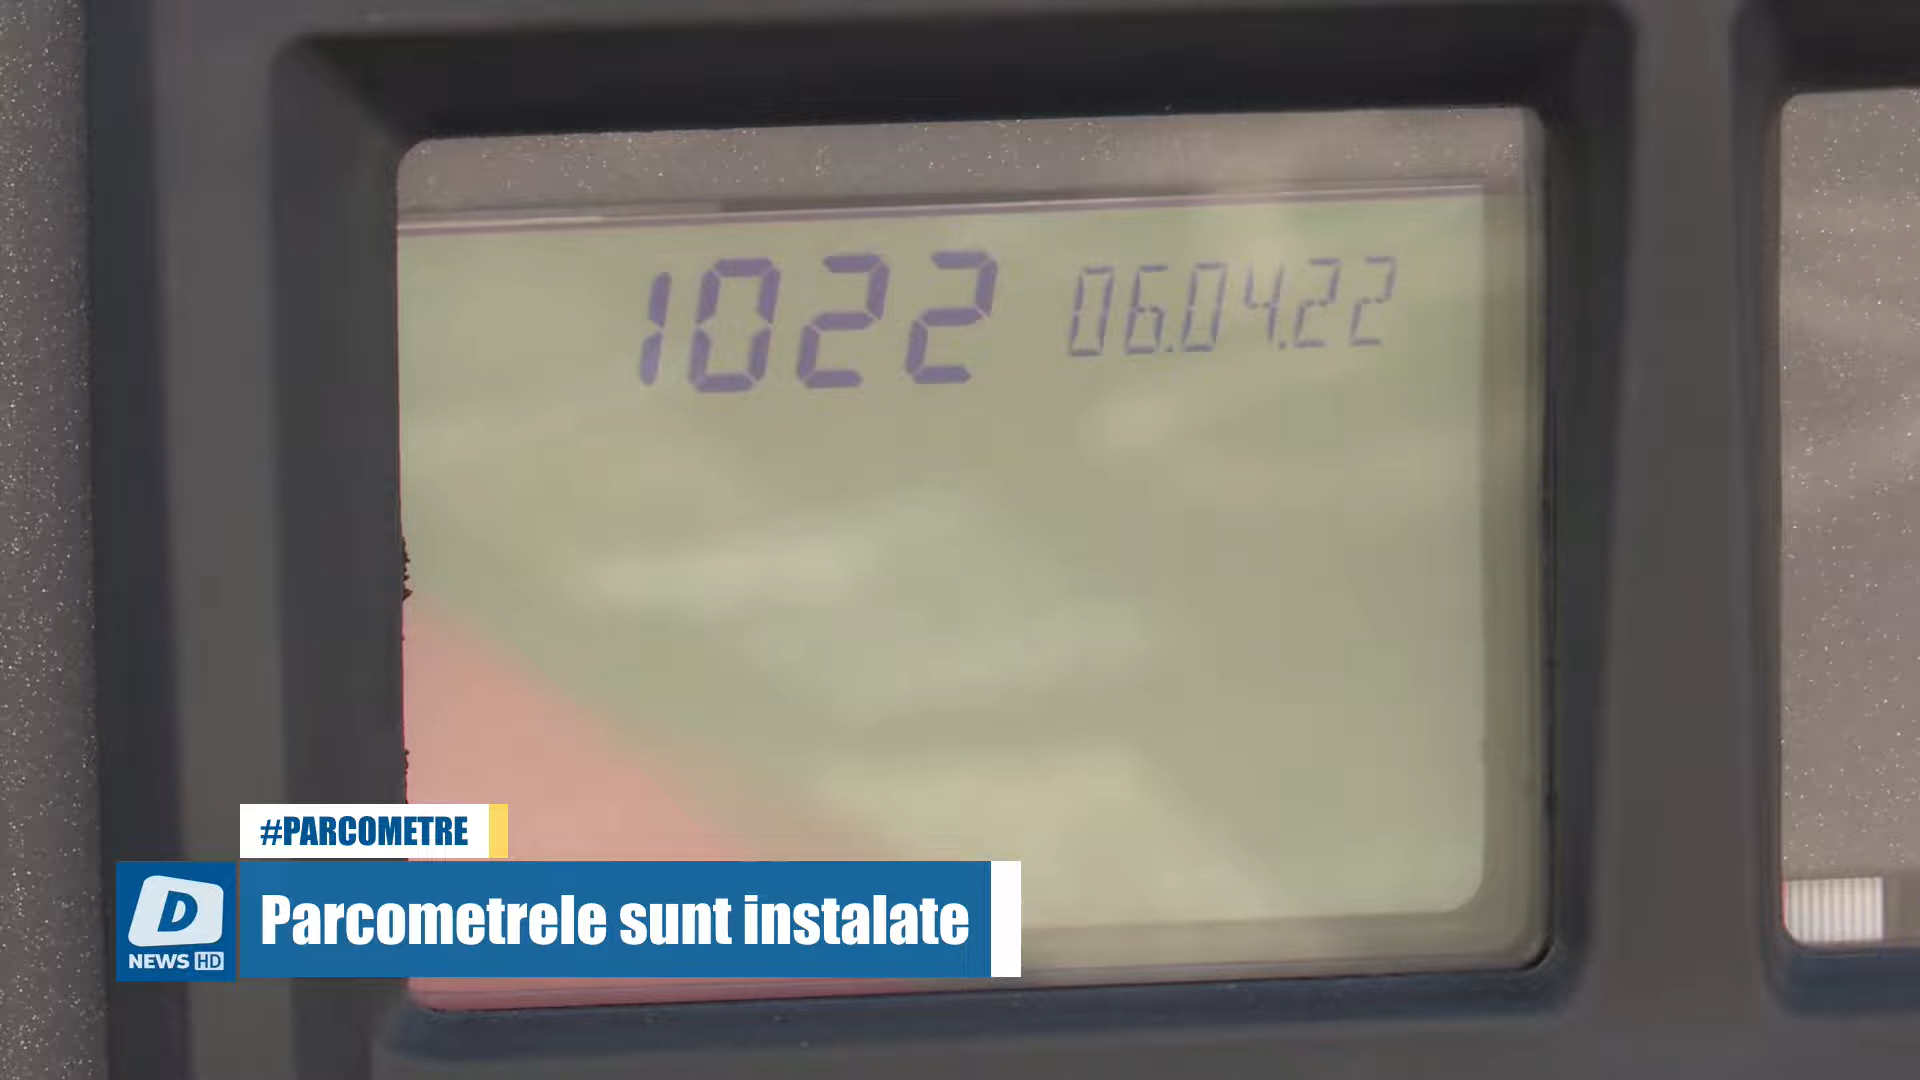 1022 06.04.22
#PARCOMETRE
Parcometrele sunt instalate
D
NEWS HD